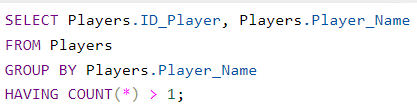 SELECT Players.ID_Player, Players.Player_Name
FROM Players
GROUP BY Players.Player_Name
HAVING COUNT(*) > 1;